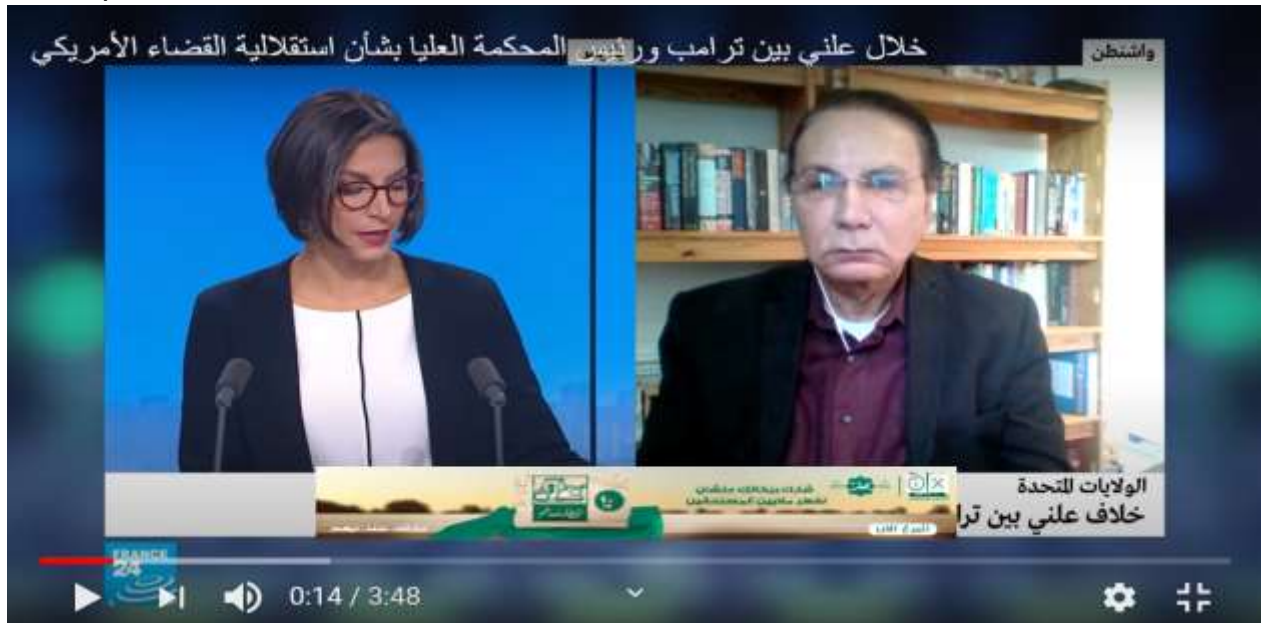 خلال علني بين ترامب ورئيس المحكمة العليا بشأن استقلالية القضاء الأمريكي
واشنطن
الولايات المتحدة
خلاف علني بين ترا
FRANCE
24
0:14 / 3:48